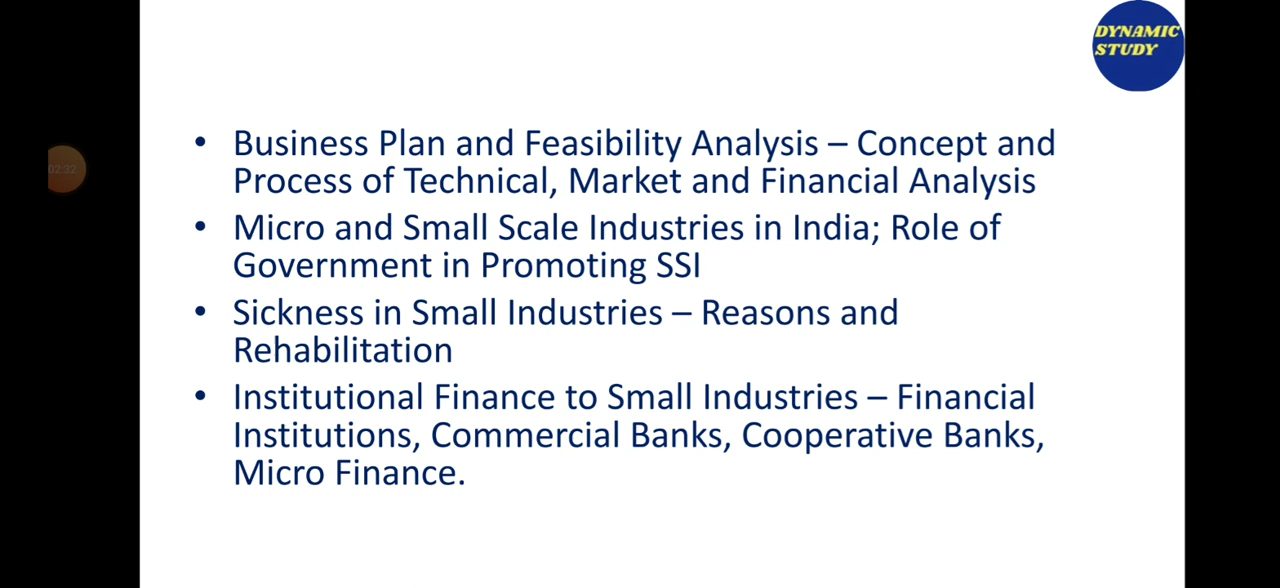 DYNAMIC
STUDY
• Business Plan and Feasibility Analysis – Concept and
Process of Technical, Market and Financial Analysis
02:32
• Micro and Small Scale Industries in India; Role of
Government in Promoting SSI
• Sickness in Small Industries – Reasons and
Rehabilitation
• Institutional Finance to Small Industries – Financial
Institutions, Commercial Banks, Cooperative Banks,
Micro Finance.